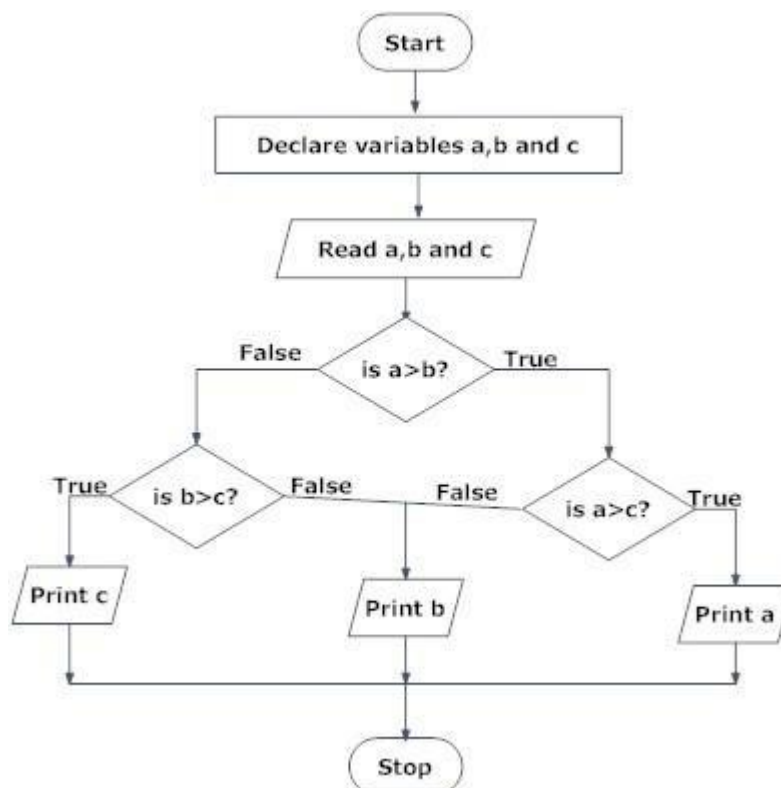 Start
Declare variables a,b and c
Read a,b and c
False
True
is a>b?
True
is b>c?
False
False
is a>c?
True
Print c
Print b
Print a
Stop